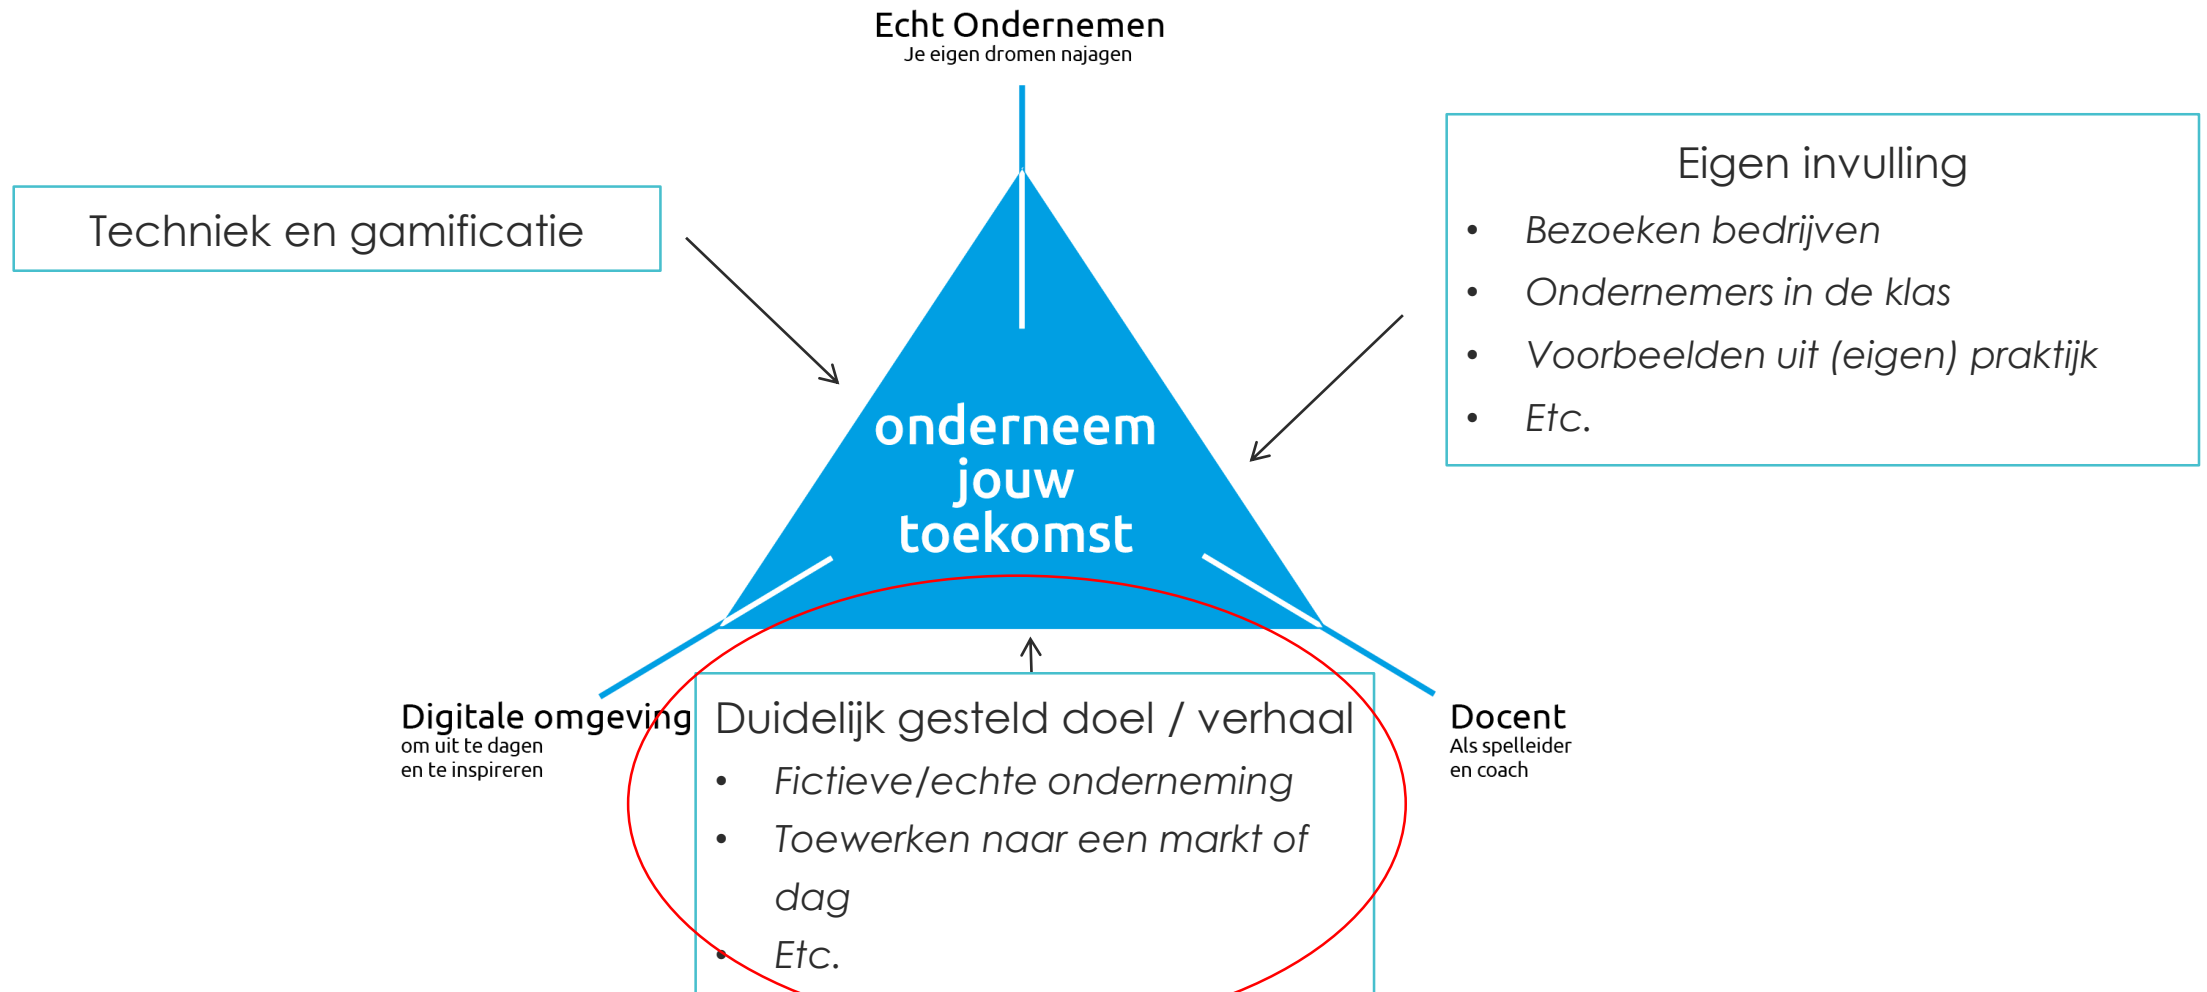 Echt Ondernemen
Je eigen dromen najagen
Techniek en gamificatie
Eigen invulling
• Bezoeken bedrijven
• Ondernemers in de klas
• Voorbeelden uit (eigen) praktijk
• Etc.
onderneem
jouw
toekomst
Digitale omgeving
om uit te dagen
en te inspireren
Duidelijk gesteld doel / verhaal
• Fictieve/echte onderneming
• Toewerken naar een markt of
dag
• Etc.
Docent
Als spelleider
en coach